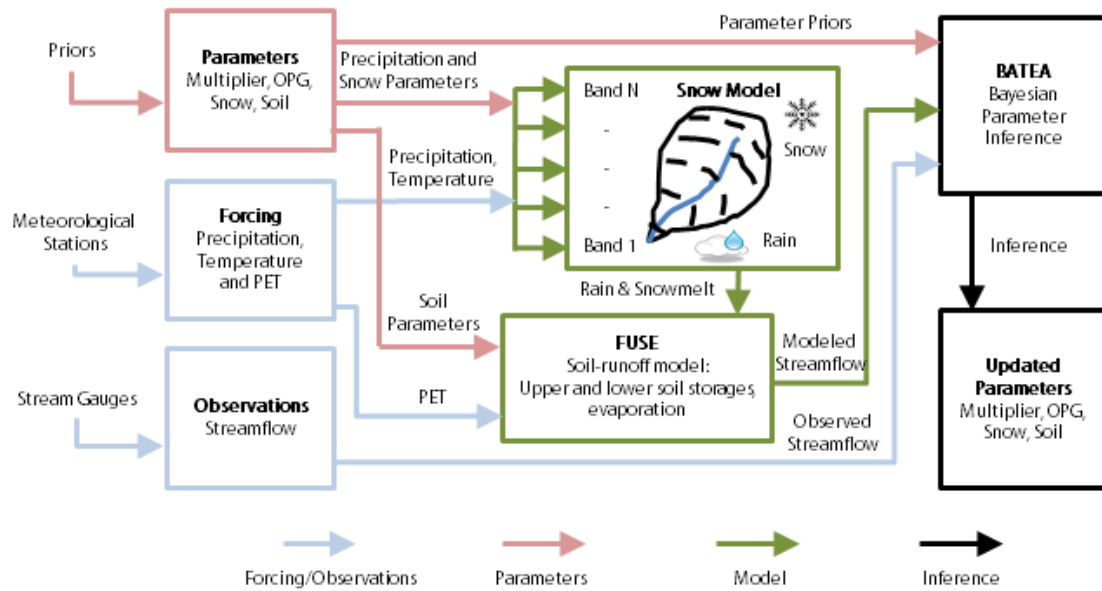 Priors
Parameters
Multiplier, OPG,
Snow, Soil
Parameter Priors
Precipitation and
Snow Parameters
Band N
-
-
-
Band 1
Snow Model
Snow
Rain
BATEA
Bayesian
Parameter
Inference
Precipitation,
Temperature
Meteorological
Stations
Forcing
Precipitation,
Temperature
and PET
Inference
Rain & Snowmelt
Soil
Parameters
FUSE
Soil-runoff model:
Upper and lower soil storages,
evaporation
Modeled
Streamflow
Updated
Parameters
Multiplier, OPG,
Snow, Soil
Stream Gauges
Observations
Streamflow
PET
Observed
Streamflow
Forcing/Observations
Parameters
Model
Inference